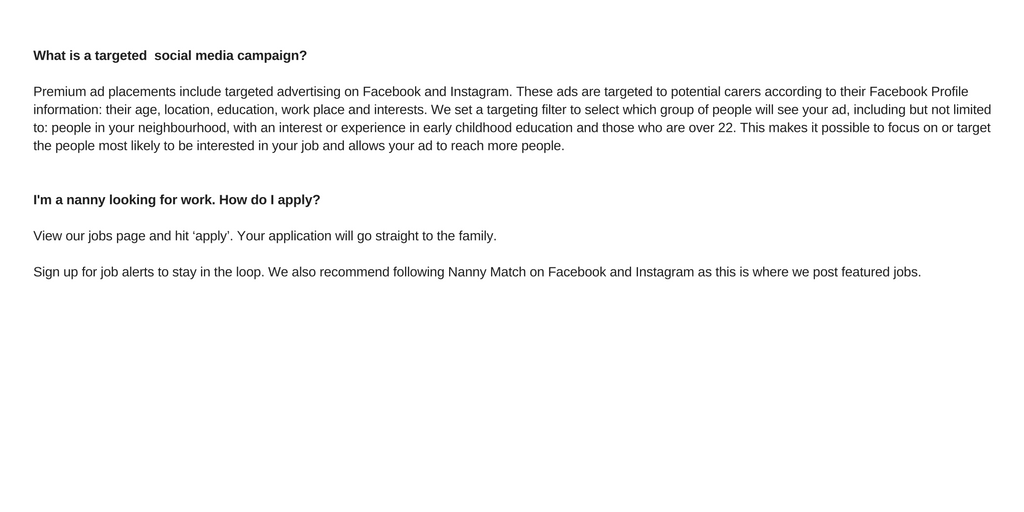 What is a targeted  social media campaign?
Premium ad placements include targeted advertising on Facebook and Instagram. These ads are targeted to potential carers according to their Facebook Profile
information: their age, location, education, work place and interests. We set a targeting filter to select which group of people will see your ad, including but not limited
to: people in your neighbourhood, with an interest or experience in early childhood education and those who are over 22. This makes it possible to focus on or target
the people most likely to be interested in your job and allows your ad to reach more people.
I'm a nanny looking for work. How do I apply?
View our jobs page and hit ‘apply’. Your application will go straight to the family.
Sign up for job alerts to stay in the loop. We also recommend following Nanny Match on Facebook and Instagram as this is where we post featured jobs.